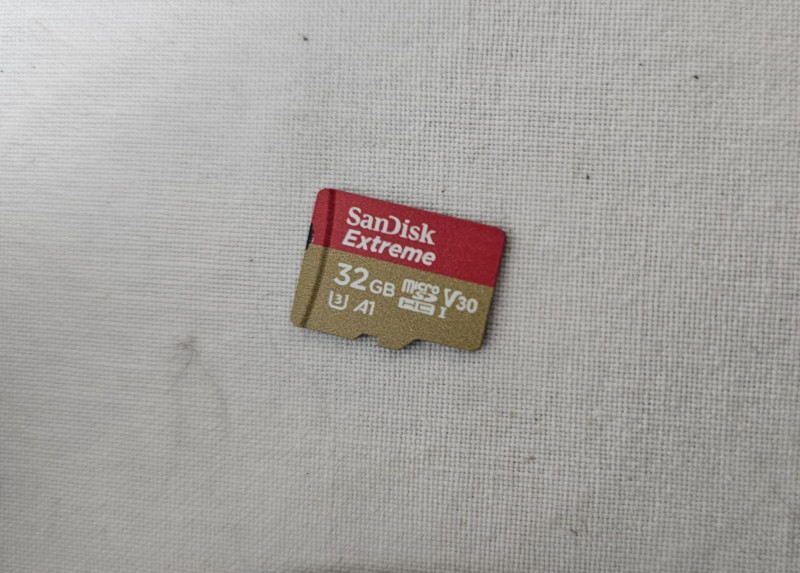 SanDisk
Extreme
32GB micro SD HC I V30
3 A1